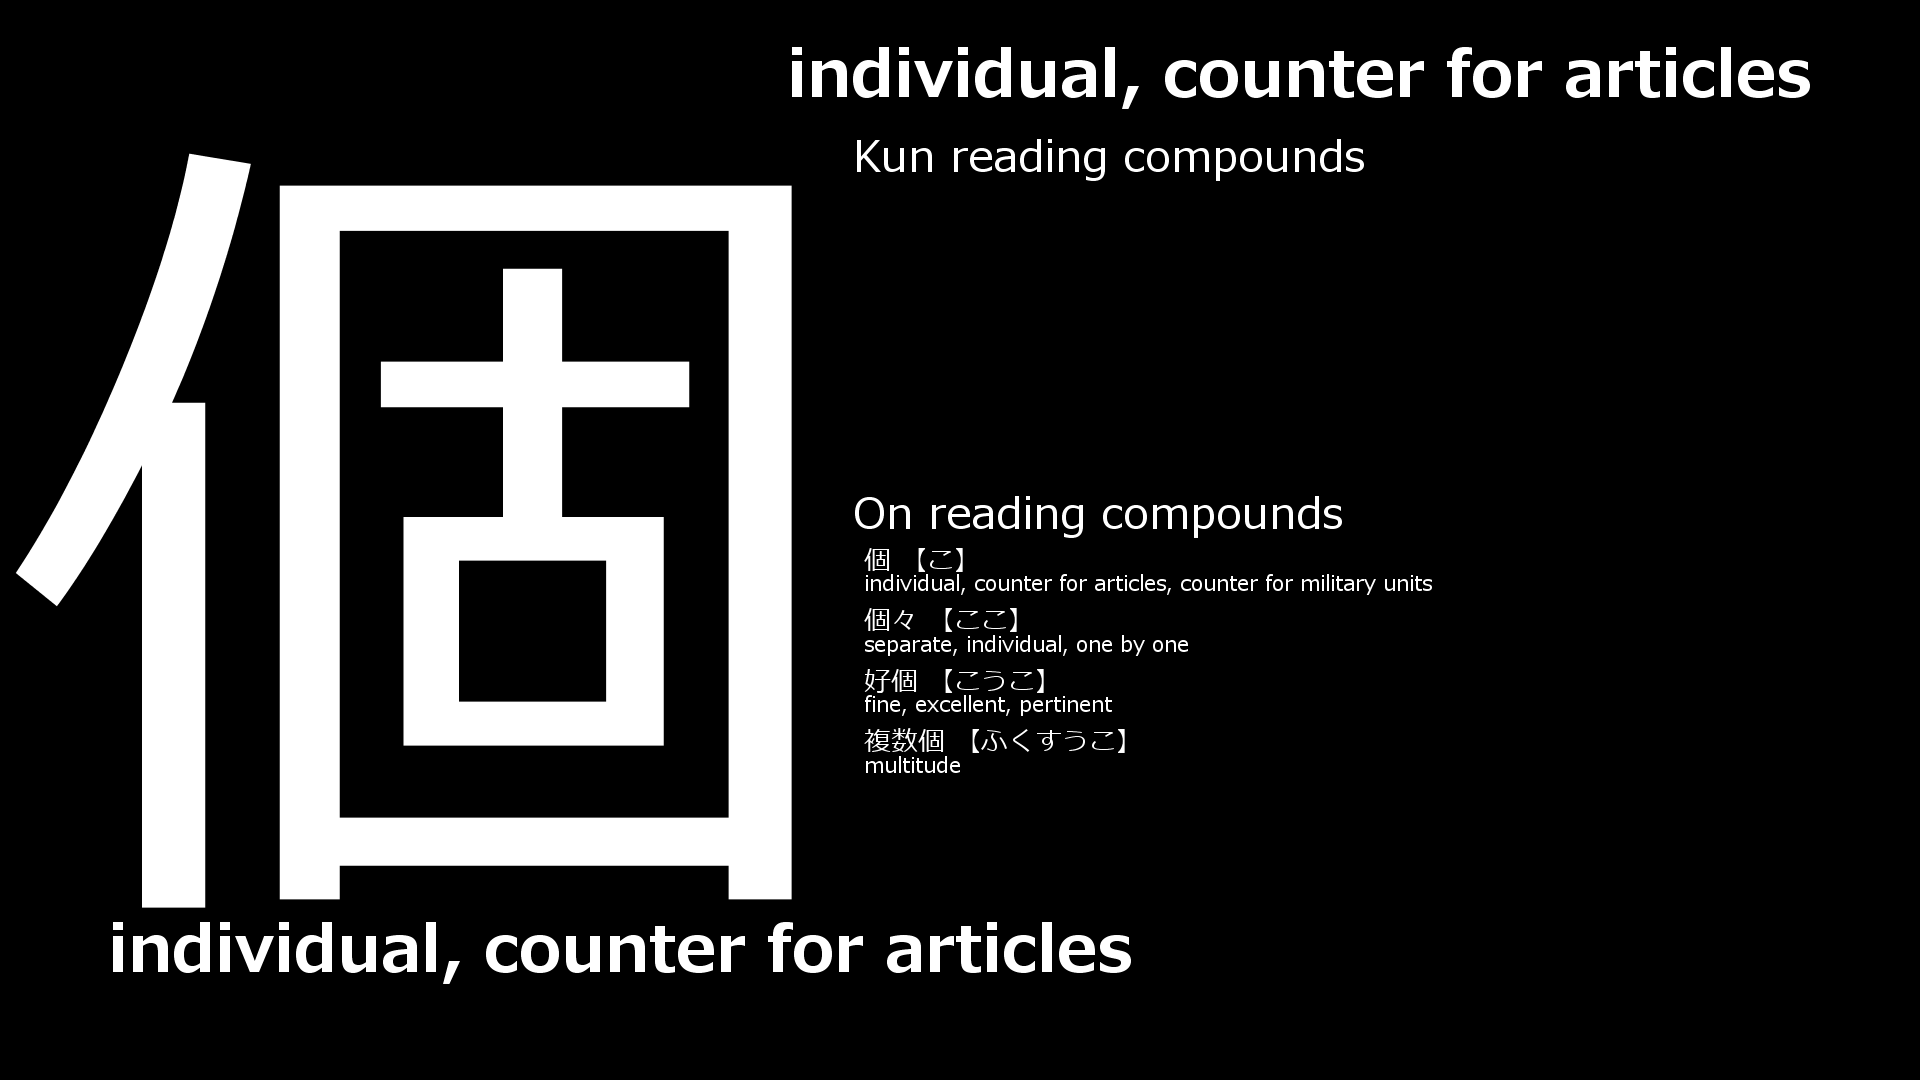 individual, counter for articles
Kun reading compounds
個
On reading compounds
個 【こ】
individual, counter for articles, counter for military units
個々 【ここ】
separate, individual, one by one
好個 【こうこ】
fine, excellent, pertinent
複数個 【ふくすうこ】
multitude
individual, counter for articles